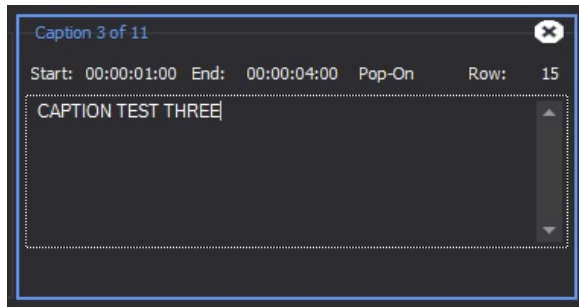 Caption 3 of 11
Start: 00:00:01:00 End: 00:00:04:00 Pop-On Row: 15
CAPTION TEST THREE